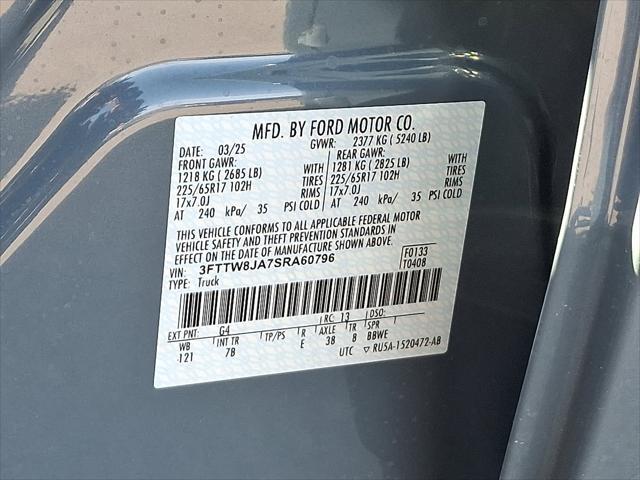 MFD. BY FORD MOTOR CO.
DATE: 03/25 GVWR: 2377 KG ( 5240 LB)
FRONT GAWR: REAR GAWR:
1218 KG ( 2685 LB) WITH 1281 KG ( 2825 LB) WITH
225/65R17 102H TIRES 225/65R17 102H TIRES
17x7.0J RIMS 17x7.0J RIMS
AT 240 kPa/ 35 PSI COLD AT 240 kPa/ 35 PSI COLD
THIS VEHICLE CONFORMS TO ALL APPLICABLE FEDERAL MOTOR
VEHICLE SAFETY AND THEFT PREVENTION STANDARDS IN
EFFECT ON THE DATE OF MANUFACTURE SHOWN ABOVE.
VIN: 3FTTW8JA7SRA60796 F0133
TYPE: Truck T0408
EXT PNT: G4 RC: 13 DSO:
WB INT TR TP/PS R AXLE TR SPR
121 7B E 38 8 BBWE
UTC ▽ RU5A-1520472-AB